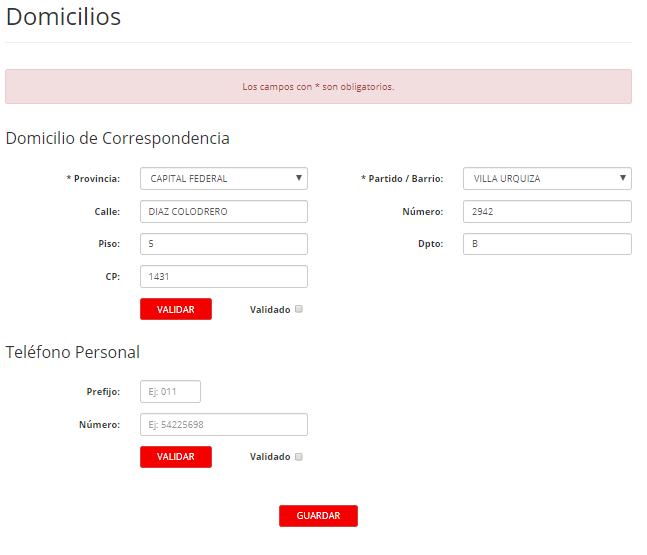 Domicilios
Los campos con * son obligatorios.
Domicilio de Correspondencia
* Provincia: CAPITAL FEDERAL * Partido / Barrio: VILLA URQUIZA
Calle: DIAZ COLODRERO Número: 2942
Piso: 5 Dpto: B
CP: 1431
VALIDAR Validado
Teléfono Personal
Prefijo: Ej: 011
Número: Ej: 54225698
VALIDAR Validado
GUARDAR